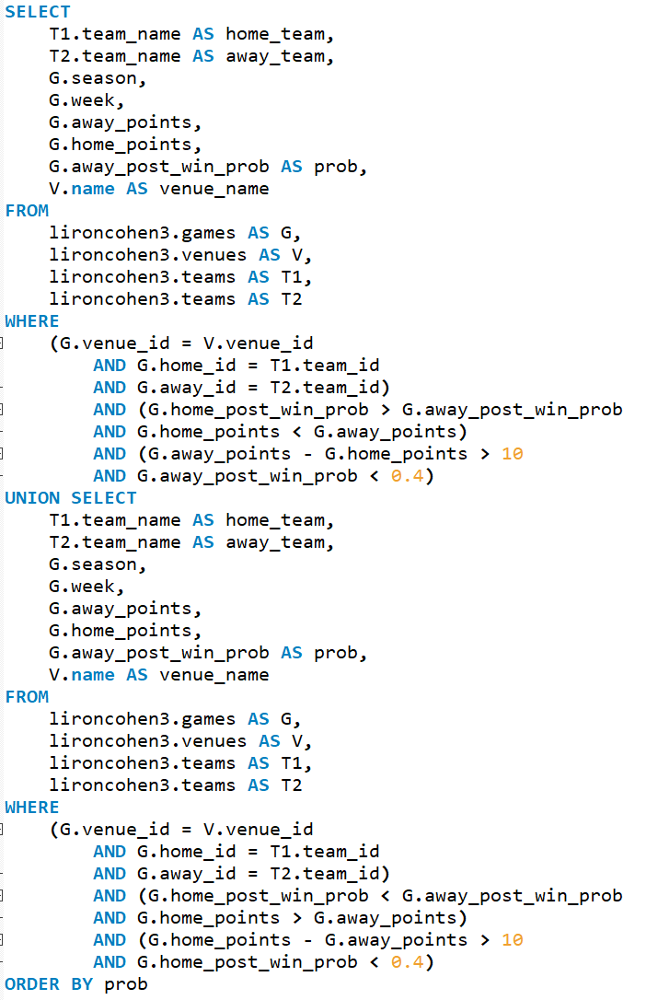 SELECT
    T1.team_name AS home_team,
    T2.team_name AS away_team,
    G.season,
    G.week,
    G.away_points,
    G.home_points,
    G.away_post_win_prob AS prob,
    V.name AS venue_name
FROM
    lironcohen3.games AS G,
    lironcohen3.venues AS V,
    lironcohen3.teams AS T1,
    lironcohen3.teams AS T2
WHERE
    (G.venue_id = V.venue_id
        AND G.home_id = T1.team_id
        AND G.away_id = T2.team_id)
        AND (G.home_post_win_prob > G.away_post_win_prob
        AND G.home_points < G.away_points)
        AND (G.away_points - G.home_points > 10
        AND G.away_post_win_prob < 0.4)
UNION SELECT
    T1.team_name AS home_team,
    T2.team_name AS away_team,
    G.season,
    G.week,
    G.away_points,
    G.home_points,
    G.away_post_win_prob AS prob,
    V.name AS venue_name
FROM
    lironcohen3.games AS G,
    lironcohen3.venues AS V,
    lironcohen3.teams AS T1,
    lironcohen3.teams AS T2
WHERE
    (G.venue_id = V.venue_id
        AND G.home_id = T1.team_id
        AND G.away_id = T2.team_id)
        AND (G.home_post_win_prob < G.away_post_win_prob
        AND G.home_points > G.away_points)
        AND (G.home_points - G.away_points > 10
        AND G.home_post_win_prob < 0.4)
ORDER BY prob